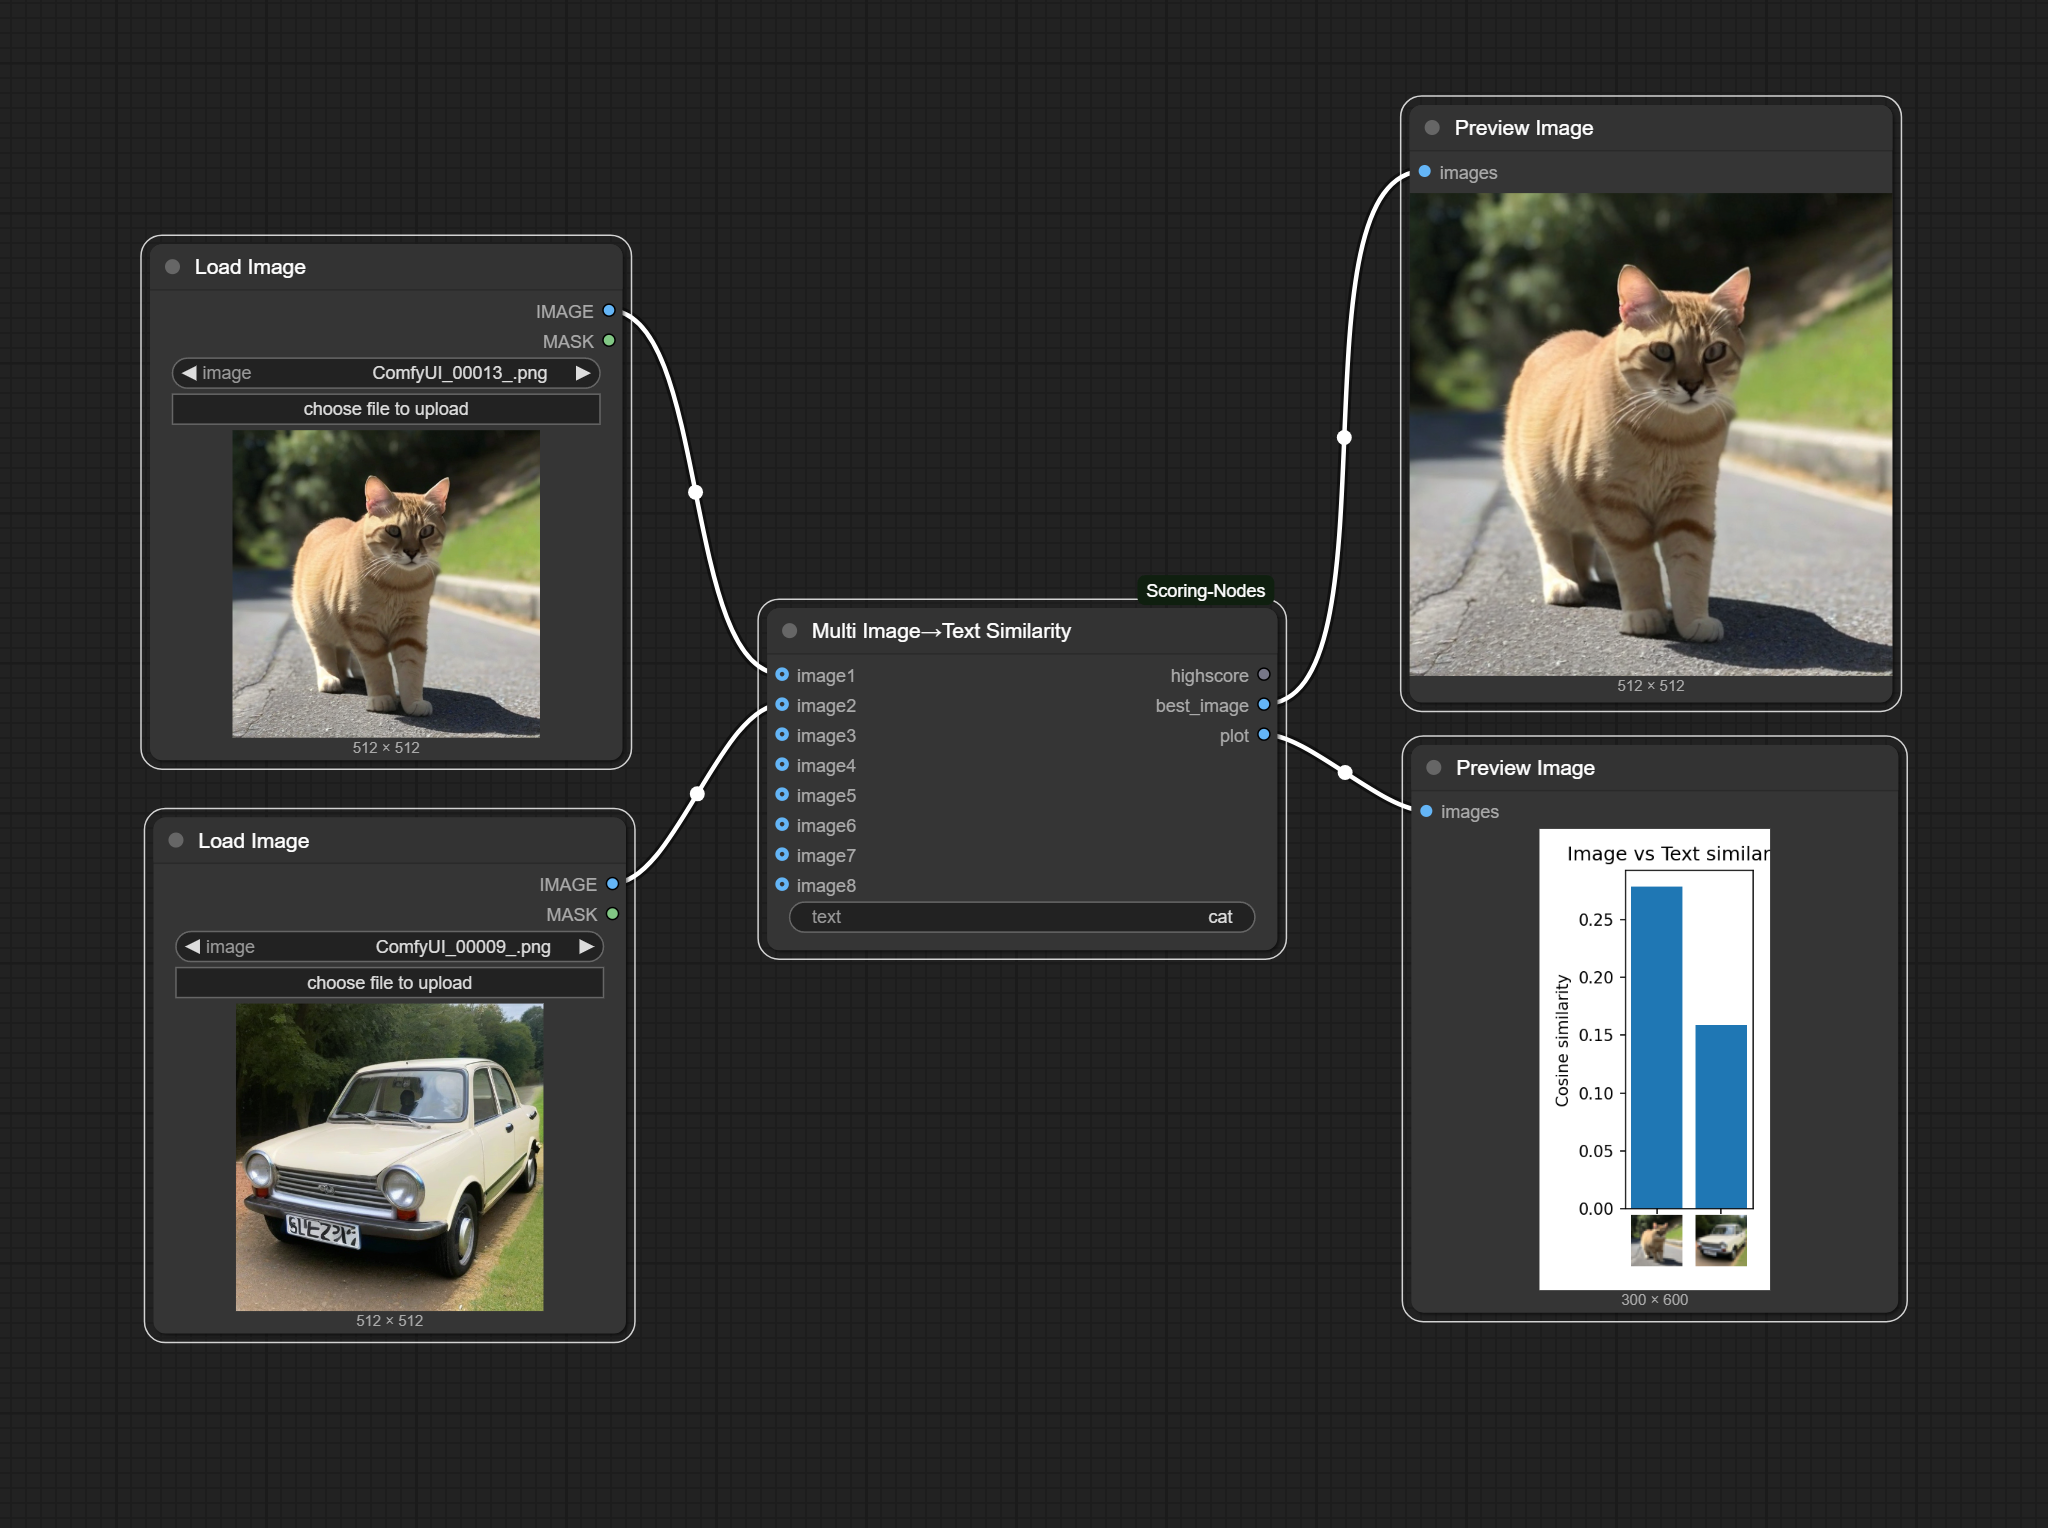 Load Image
IMAGE
MASK
image ComfyUI_00013_.png
choose file to upload
512 × 512
Load Image
IMAGE
MASK
image ComfyUI_00009_.png
choose file to upload
512 × 512
Scoring-Nodes
Multi Image→Text Similarity
image1 highscore
image2 best_image
image3 plot
image4
image5
image6
image7
image8
text cat
Preview Image
images
512 × 512
Preview Image
images
Image vs Text similar
Cosine similarity
0.25
0.20
0.15
0.10
0.05
0.00
300 × 600